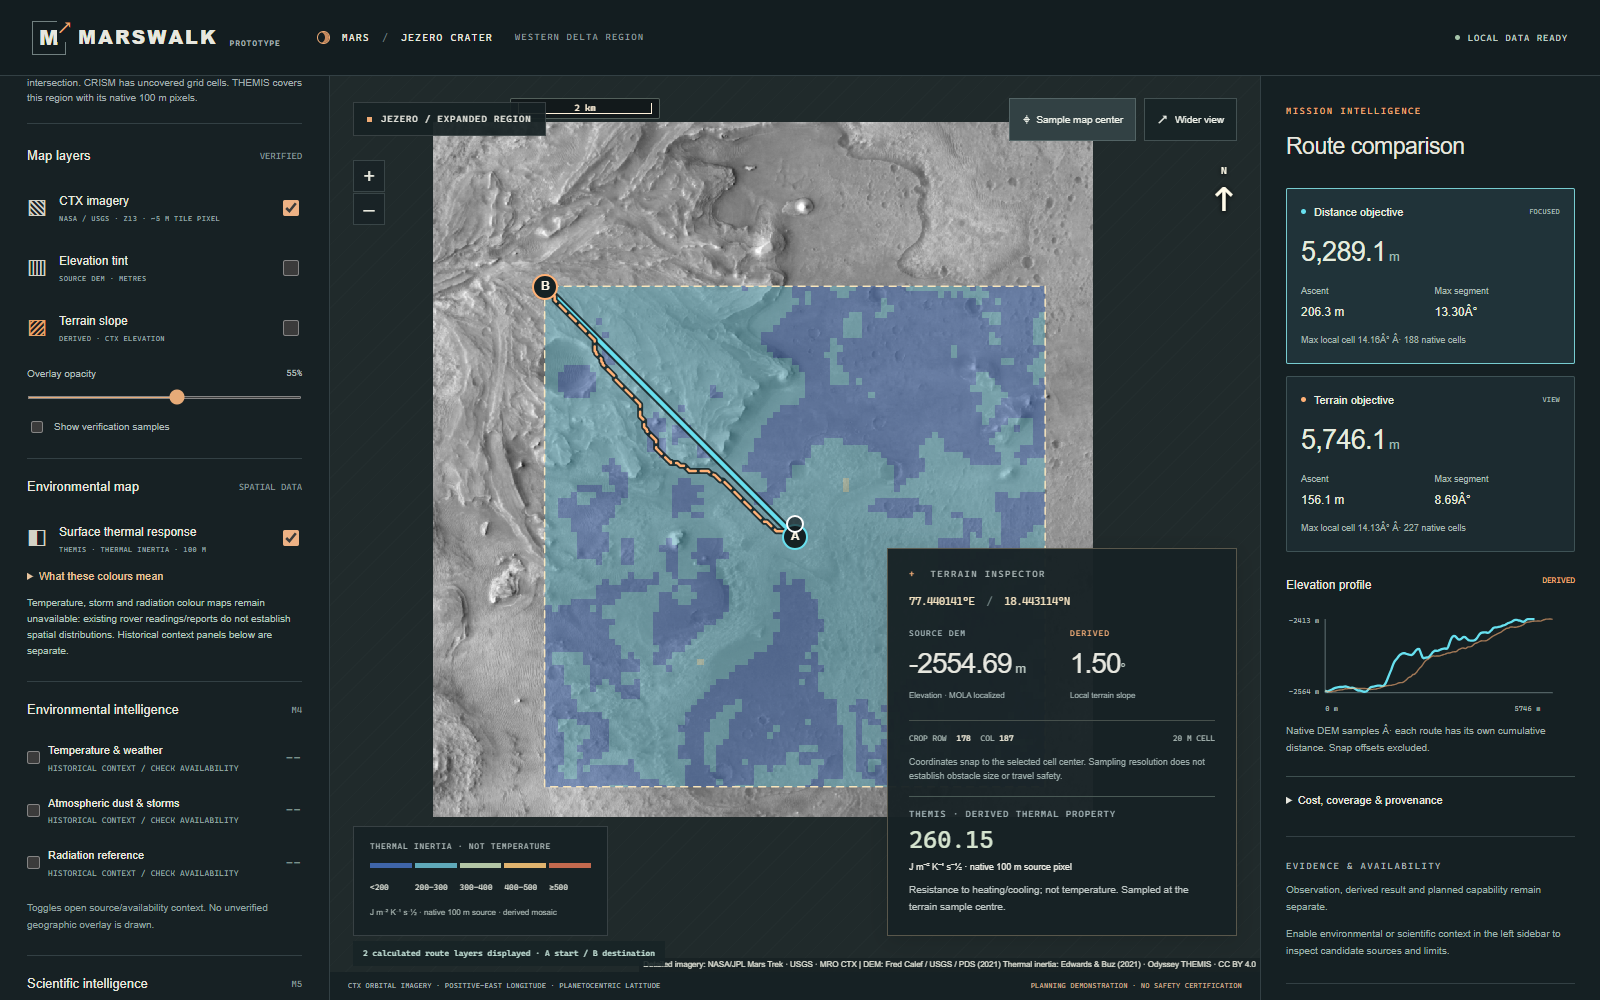 M MARSWALK PROTOTYPE
MARS / JEZERO CRATER WESTERN DELTA REGION
LOCAL DATA READY
intersection. CRISM has uncovered grid cells. THEMIS covers
this region with its native 100 m pixels.
Map layers VERIFIED
CTX imagery
NASA / USGS · Z13 · ~5 M TILE PIXEL
Elevation tint
SOURCE DEM · METRES
Terrain slope
DERIVED · CTX ELEVATION
Overlay opacity 55%
Show verification samples
Environmental map SPATIAL DATA
Surface thermal response
THEMIS · THERMAL INERTIA · 100 M
▶ What these colours mean
Temperature, storm and radiation colour maps remain
unavailable: existing rover readings/reports do not establish
spatial distributions. Historical context panels below are
separate.
Environmental intelligence M4
Temperature & weather --
HISTORICAL CONTEXT / CHECK AVAILABILITY
Atmospheric dust & storms --
HISTORICAL CONTEXT / CHECK AVAILABILITY
Radiation reference --
HISTORICAL CONTEXT / CHECK AVAILABILITY
Toggles open source/availability context. No unverified
geographic overlay is drawn.
Scientific intelligence M5
JEZERO / EXPANDED REGION
2 km
Sample map center
Wider view
+
−
N
B
A
+ TERRAIN INSPECTOR
77.440141°E / 18.443114°N
SOURCE DEM DERIVED
-2554.69 m 1.50°
Elevation · MOLA localized Local terrain slope
CROP ROW 178 COL 187 20 M CELL
Coordinates snap to the selected cell center. Sampling resolution does not
establish obstacle size or travel safety.
THEMIS · DERIVED THERMAL PROPERTY
260.15
J m⁻² K⁻¹ s⁻½ · native 100 m source pixel
Resistance to heating/cooling; not temperature. Sampled at the
terrain sample centre.
THERMAL INERTIA · NOT TEMPERATURE
<200 200–300 300–400 400–500 ≥500
J m⁻² K⁻¹ s⁻½ · native 100 m source · derived mosaic
2 calculated route layers displayed · A start / B destination
imagery: NASA/JPL Mars Trek · USGS · MRO CTX | DEM: Fred Calef / USGS / PDS (2021) Thermal inertia: Edwards & Buz (2021) · Odyssey THEMIS · CC BY 4.0
CTX ORBITAL IMAGERY · POSITIVE-EAST LONGITUDE · PLANETOCENTRIC LATITUDE
PLANNING DEMONSTRATION · NO SAFETY CERTIFICATION
MISSION INTELLIGENCE
Route comparison
Distance objective FOCUSED
5,289.1 m
Ascent Max segment
206.3 m 13.30Â°
Max local cell 14.16Â° Â· 188 native cells
Terrain objective VIEW
5,746.1 m
Ascent Max segment
156.1 m 8.69Â°
Max local cell 14.13Â° Â· 227 native cells
Elevation profile DERIVED
−2413 m
−2564 m
0 m 5746 m
Native DEM samples Â· each route has its own cumulative
distance. Snap offsets excluded.
▶ Cost, coverage & provenance
EVIDENCE & AVAILABILITY
Observation, derived result and planned capability remain
separate.
Enable environmental or scientific context in the left sidebar to
inspect candidate sources and limits.